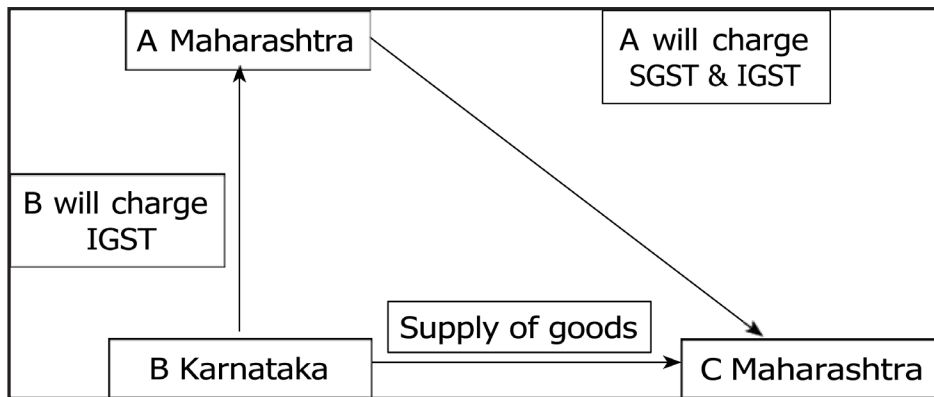 A Maharashtra
A will charge
SGST & IGST
B will charge
IGST
Supply of goods
B Karnataka
C Maharashtra